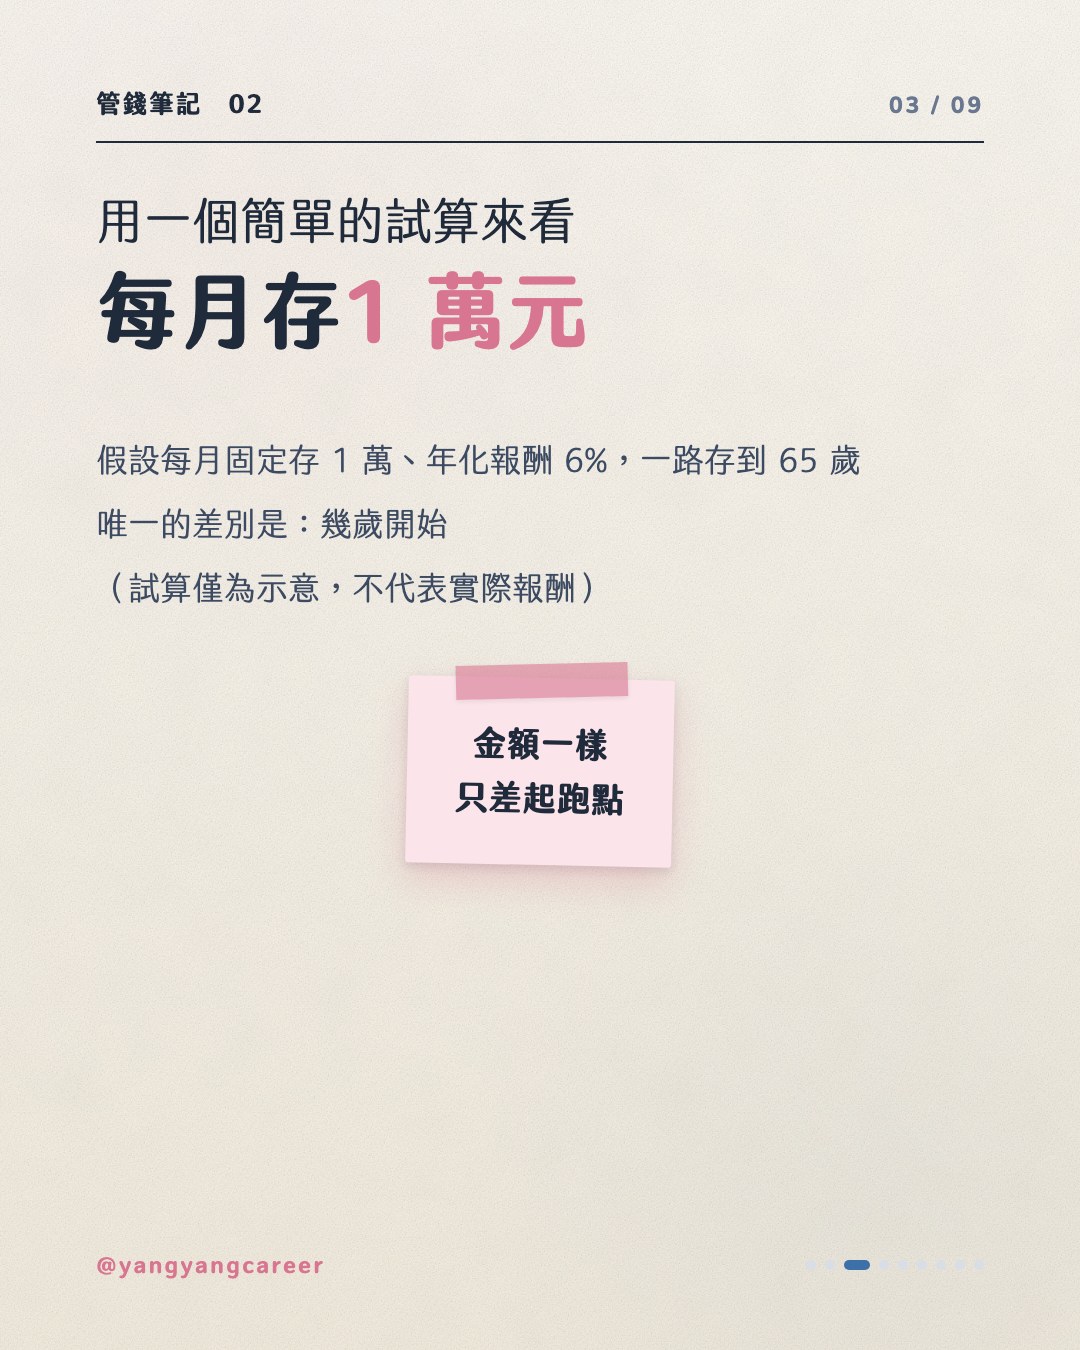 管錢筆記 02
03 / 09
用一個簡單的試算來看
每月存1 萬元
假設每月固定存 1 萬、年化報酬 6%，一路存到 65 歲
唯一的差別是：幾歲開始
（試算僅為示意，不代表實際報酬）
金額一樣
只差起跑點
@yangyangcareer